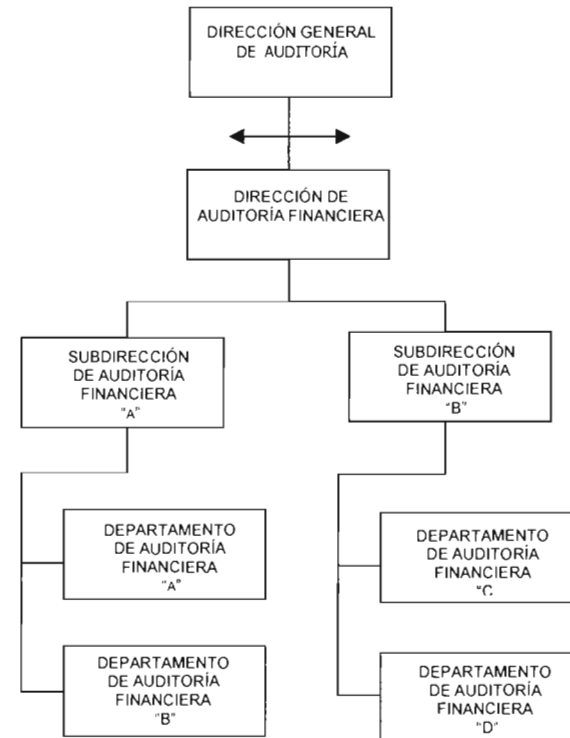 DIRECCIÓN GENERAL
DE AUDITORÍA
DIRECCIÓN DE
AUDITORÍA FINANCIERA
SUBDIRECCIÓN
DE AUDITORÍA
FINANCIERA
"A"
SUBDIRECCIÓN
DE AUDITORÍA
FINANCIERA
"B"
DEPARTAMENTO
DE AUDITORÍA
FINANCIERA
"A"
DEPARTAMENTO
DE AUDITORÍA
FINANCIERA
"C
DEPARTAMENTO
DE AUDITORÍA
FINANCIERA
"B"
DEPARTAMENTO
DE AUDITORÍA
FINANCIERA
"D"